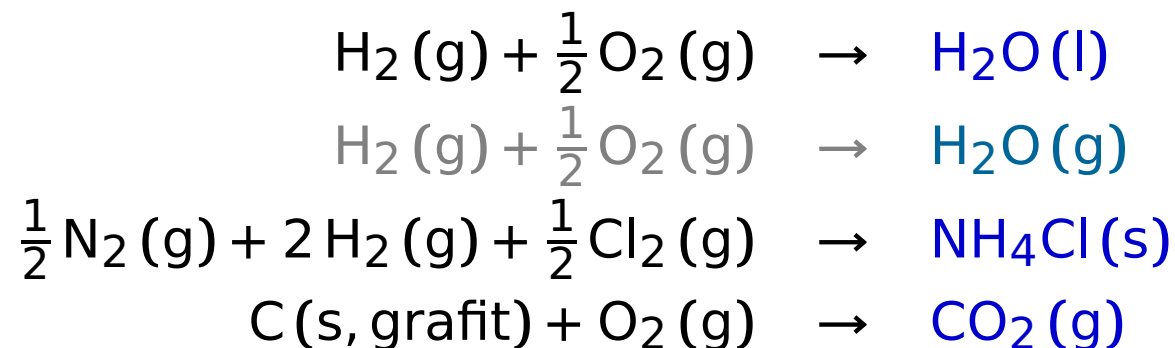 H₂ (g) + ½ O₂ (g) → H₂O (l)
H₂ (g) + ½ O₂ (g) → H₂O (g)
½ N₂ (g) + 2 H₂ (g) + ½ Cl₂ (g) → NH₄Cl (s)
C (s, grafit) + O₂ (g) → CO₂ (g)